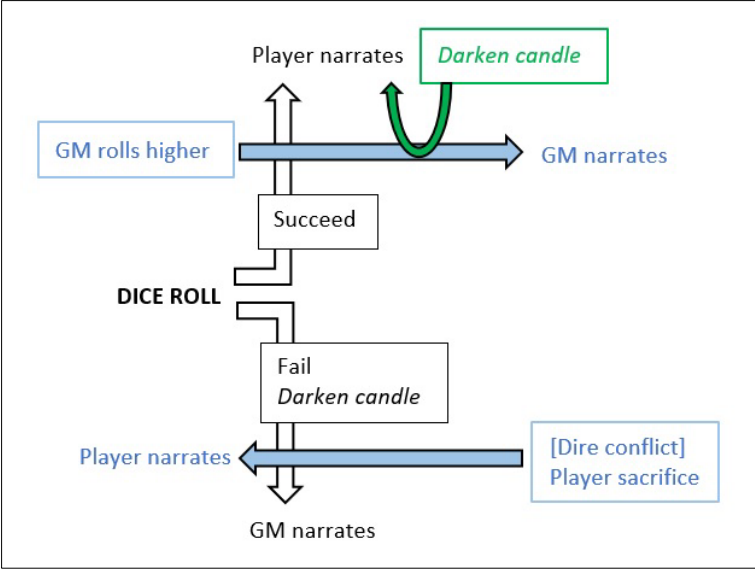 Player narrates
Darken candle
GM rolls higher
GM narrates
Succeed
DICE ROLL
Fail
Darken candle
Player narrates
[Dire conflict]
Player sacrifice
GM narrates